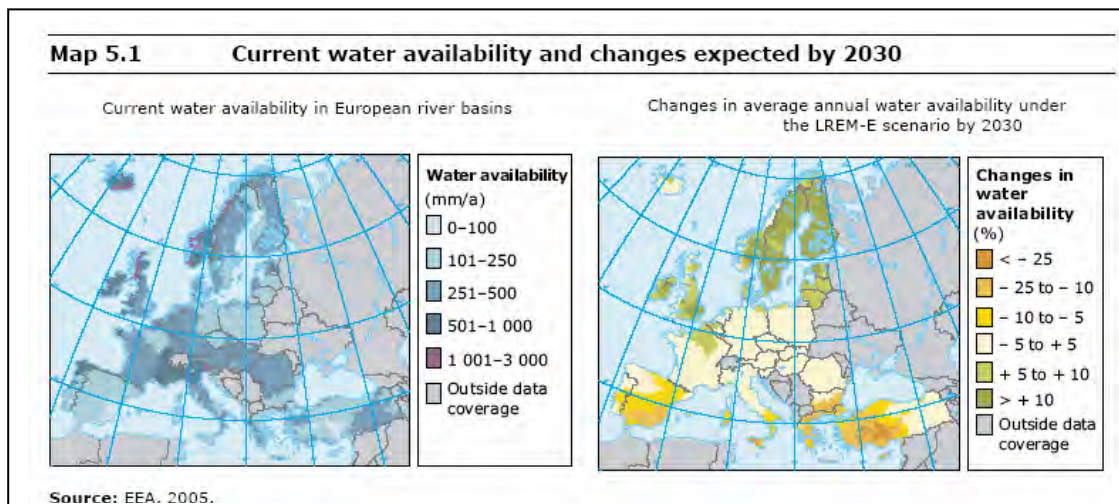 Map 5.1 Current water availability and changes expected by 2030
Current water availability in European river basins
Water availability
(mm/a)
0–100
101–250
251–500
501–1 000
1 001–3 000
Outside data
coverage
Changes in average annual water availability under
the LREM-E scenario by 2030
Changes in
water
availability
(%)
< – 25
– 25 to – 10
– 10 to – 5
– 5 to + 5
+ 5 to + 10
> + 10
Outside data
coverage
Source: EEA, 2005.